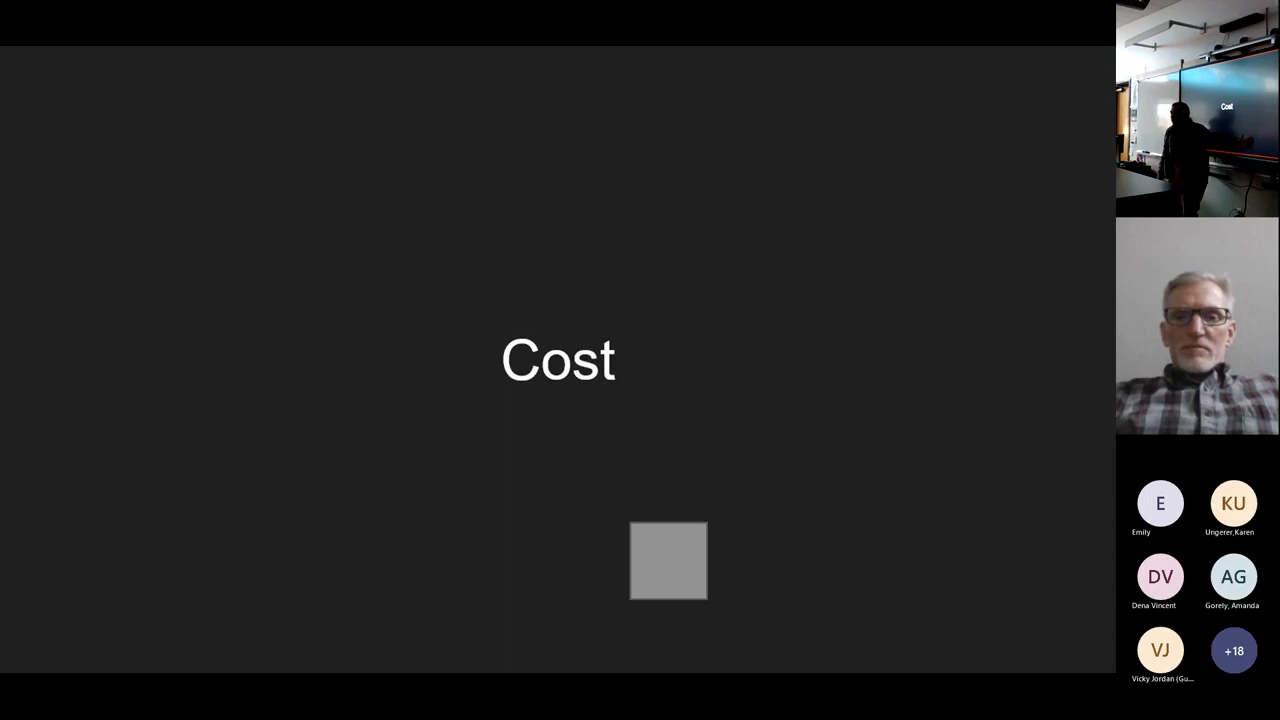 Cost
Cost
E
KU
Emily
Ungerer,Karen
DV
AG
Dena Vincent
Gorely, Amanda
VJ
+18
Vicky Jordan (Gu...